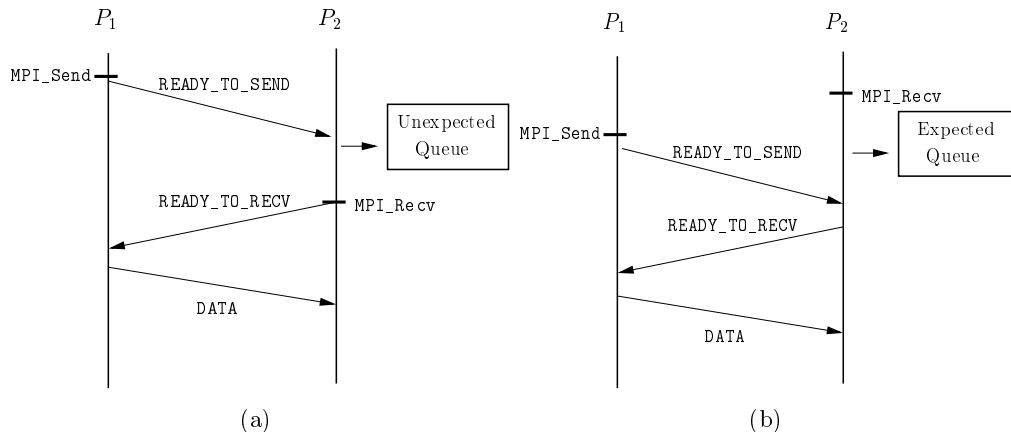 P1
P2
MPI_Send
READY_TO_SEND
Unexpected
Queue
READY_TO_RECV
MPI_Recv
DATA
(a)
P1
P2
MPI_Recv
MPI_Send
Expected
Queue
READY_TO_SEND
READY_TO_RECV
DATA
(b)